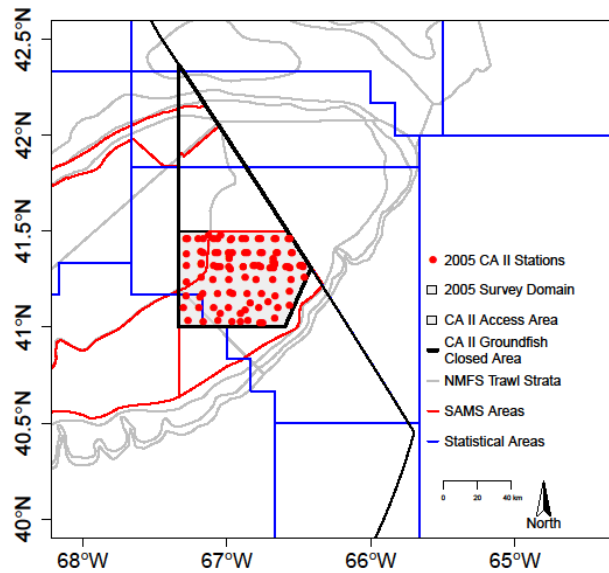 42.5°N
42°N
41.5°N
41°N
40.5°N
40°N
2005 CA II Stations
2005 Survey Domain
CA II Access Area
CA II Groundfish
Closed Area
NMFS Trawl Strata
SAMS Areas
Statistical Areas
0 20 40 km
North
68°W 67°W 66°W 65°W